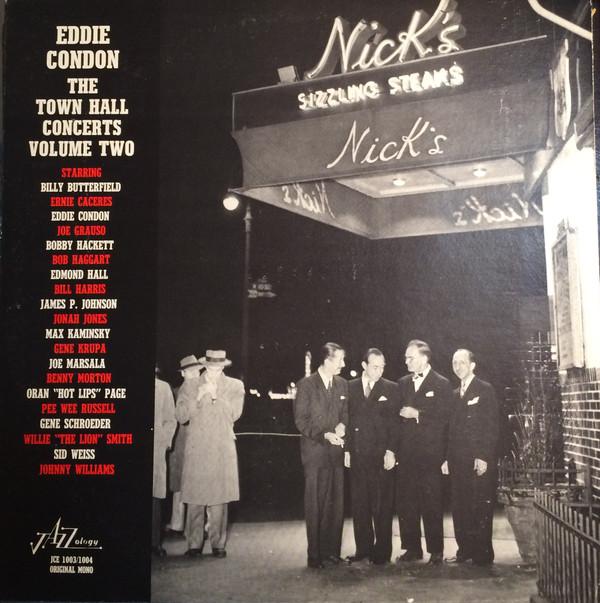 EDDIE
CONDON
THE
TOWN HALL
CONCERTS
VOLUME TWO
STARRING
BILLY BUTTERFIELD
ERNIE CACERES
EDDIE CONDON
JOE GRAUSO
BOBBY HACKETT
BOB HAGGART
EDMOND HALL
BILL HARRIS
JAMES P. JOHNSON
JONAH JONES
MAX KAMINSKY
GENE KRUPA
JOE MARSALA
BENNY MORTON
ORAN "HOT LIPS" PAGE
PEE WEE RUSSELL
GENE SCHROEDER
WILLIE "THE LION" SMITH
SID WEISS
JOHNNY WILLIAMS
JAZZology
JCE 1003/1004
ORIGINAL MONO
Nick's
SIZZLING STEAKS
Nick's
Nick's
Nick's